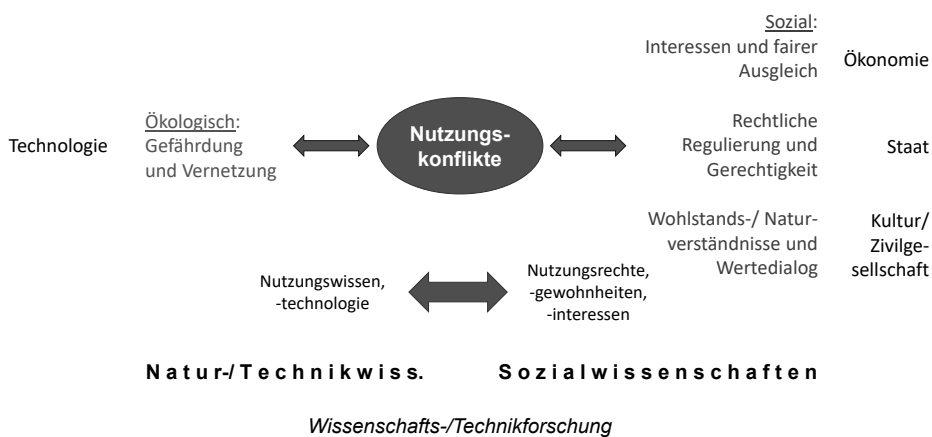 Sozial:
Interessen und fairer
Ausgleich
Ökonomie
Technologie
Ökologisch:
Gefährdung
und Vernetzung
Nutzungs-
konflikte
Rechtliche
Regulierung und
Gerechtigkeit
Staat
Wohlstands-/ Natur-
verständnisse und
Wertedialog
Kultur/
Zivilge-
sellschaft
Nutzungswissen,
-technologie
Nutzungsrechte,
-gewohnheiten,
-interessen
Natur-/Technikwiss.
Sozialwissenschaften
Wissenschafts-/Technikforschung